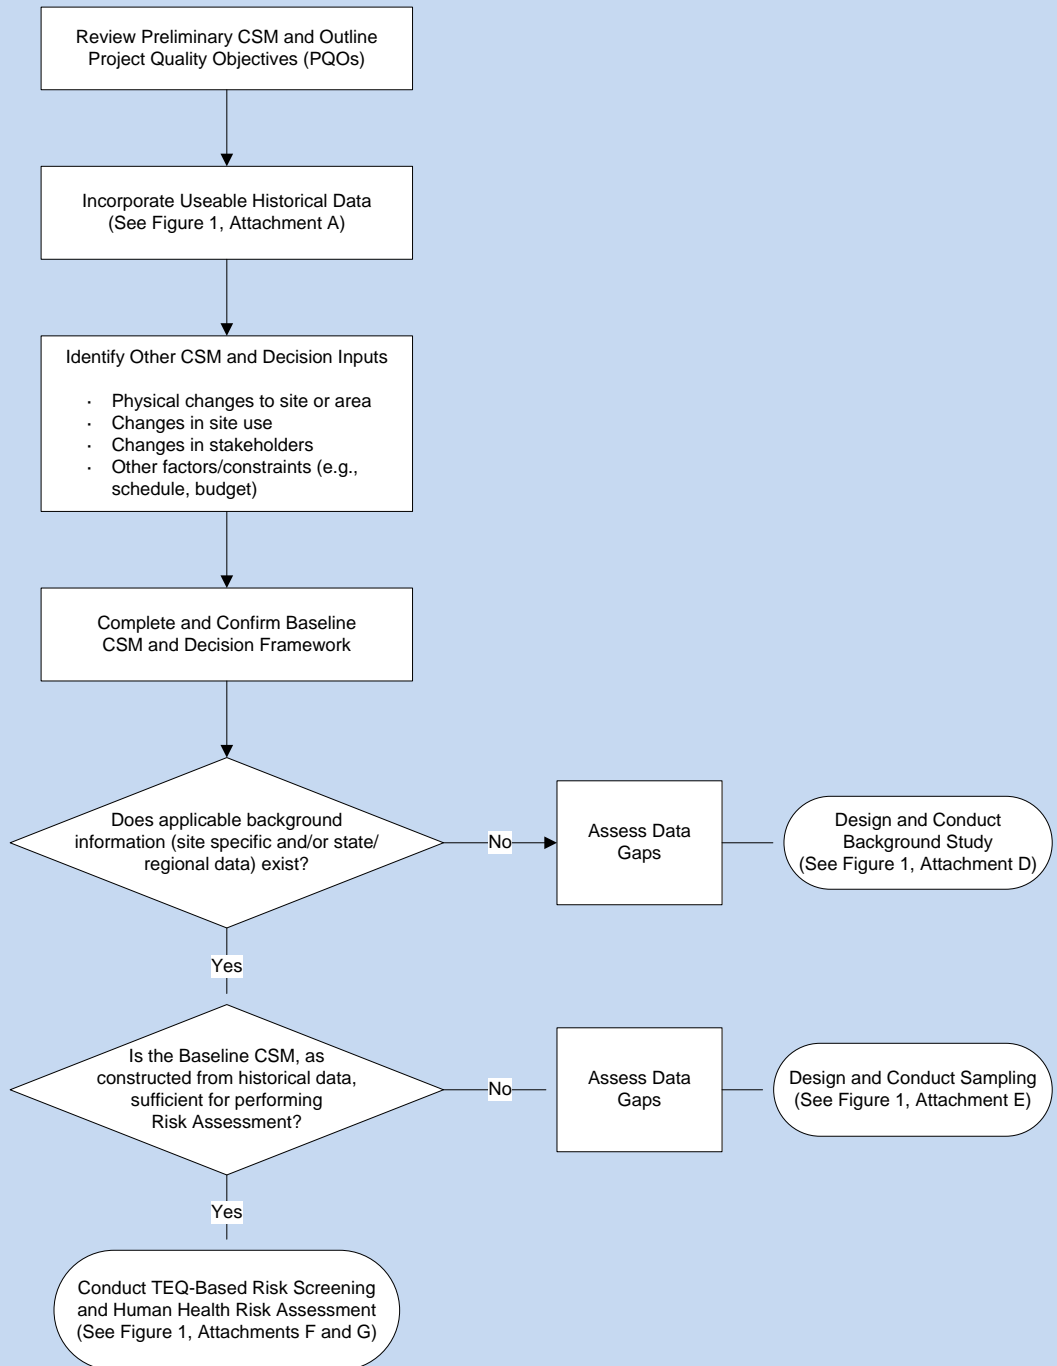 Review Preliminary CSM and Outline
Project Quality Objectives (PQOs)
Incorporate Useable Historical Data
(See Figure 1, Attachment A)
Identify Other CSM and Decision Inputs
· Physical changes to site or area
· Changes in site use
· Changes in stakeholders
· Other factors/constraints (e.g.,
schedule, budget)
Complete and Confirm Baseline
CSM and Decision Framework
Does applicable background
information (site specific and/or state/
regional data) exist?
No
Assess Data
Gaps
Design and Conduct
Background Study
(See Figure 1, Attachment D)
Yes
Is the Baseline CSM, as
constructed from historical data,
sufficient for performing
Risk Assessment?
No
Assess Data
Gaps
Design and Conduct Sampling
(See Figure 1, Attachment E)
Yes
Conduct TEQ-Based Risk Screening
and Human Health Risk Assessment
(See Figure 1, Attachments F and G)